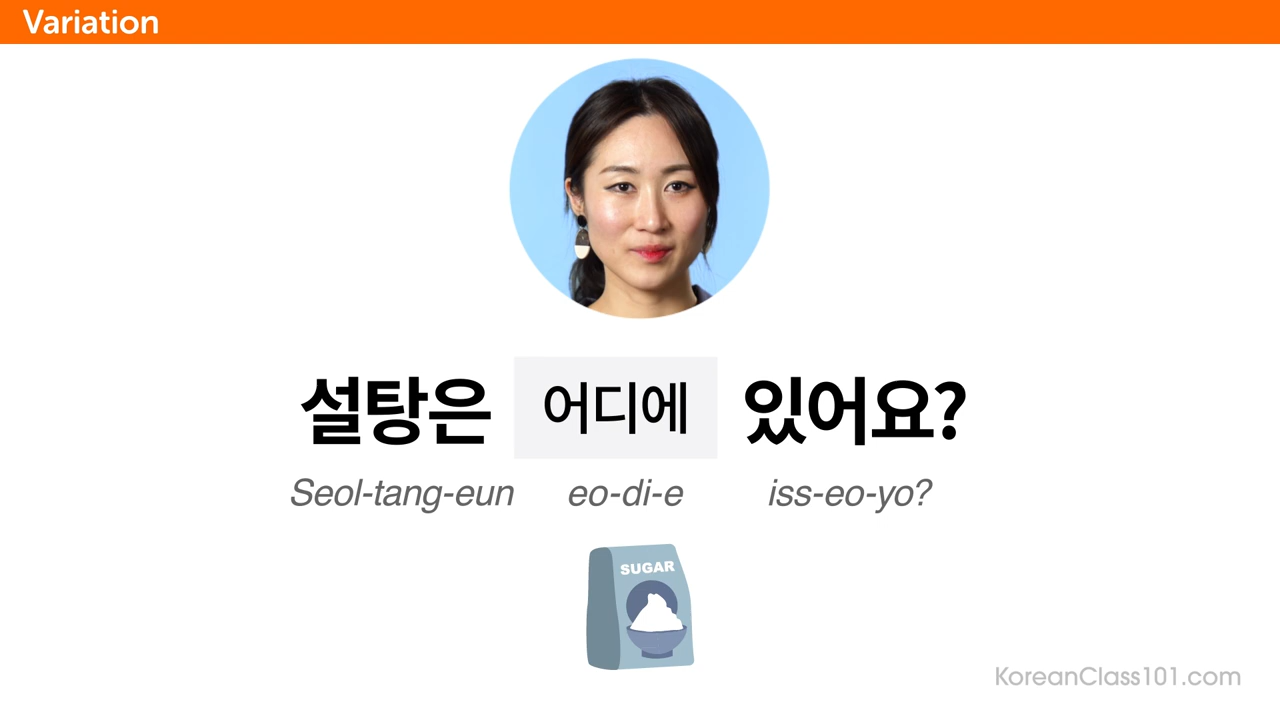 Variation
설탕은 어디에 있어요?
Seol-tang-eun eo-di-e iss-eo-yo?
SUGAR
KoreanClass101.com